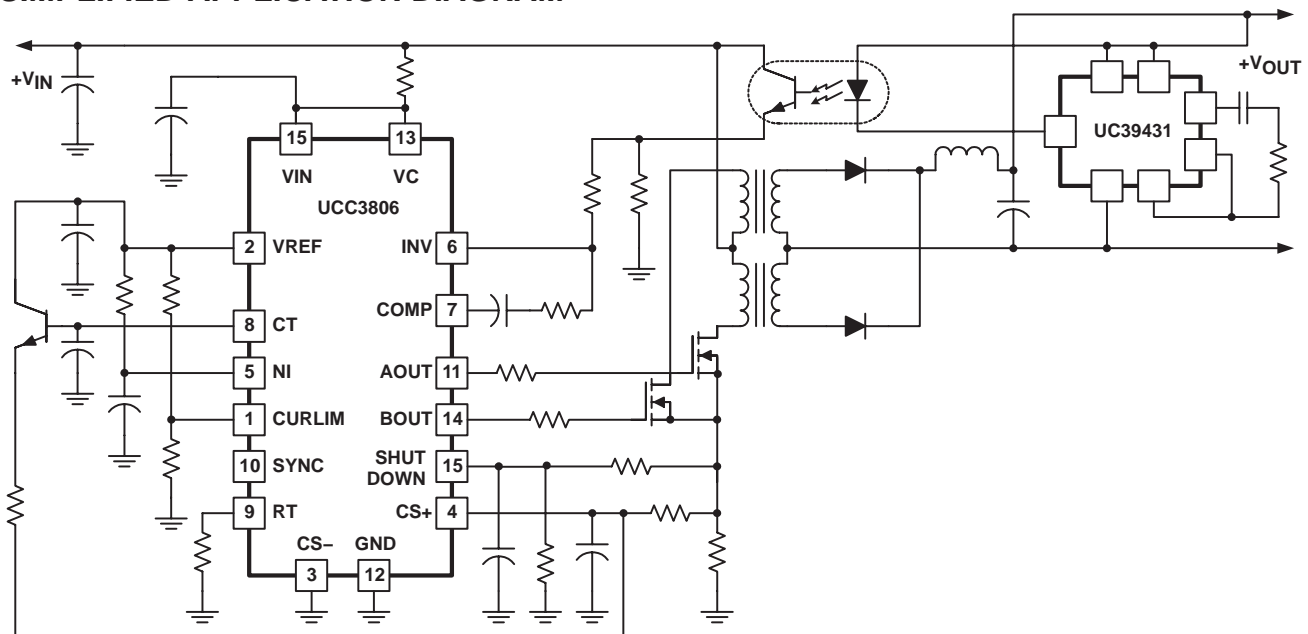 SIMPLIFIED APPLICATION DIAGRAM
+VIN
+VOUT
UC39431
15
13
VIN
VC
UCC3806
2 VREF
INV 6
COMP 7
8 CT
5 NI
AOUT 11
1 CURLIM
BOUT 14
10 SYNC
SHUT
DOWN
15
9 RT
CS+ 4
CS– GND
3
12